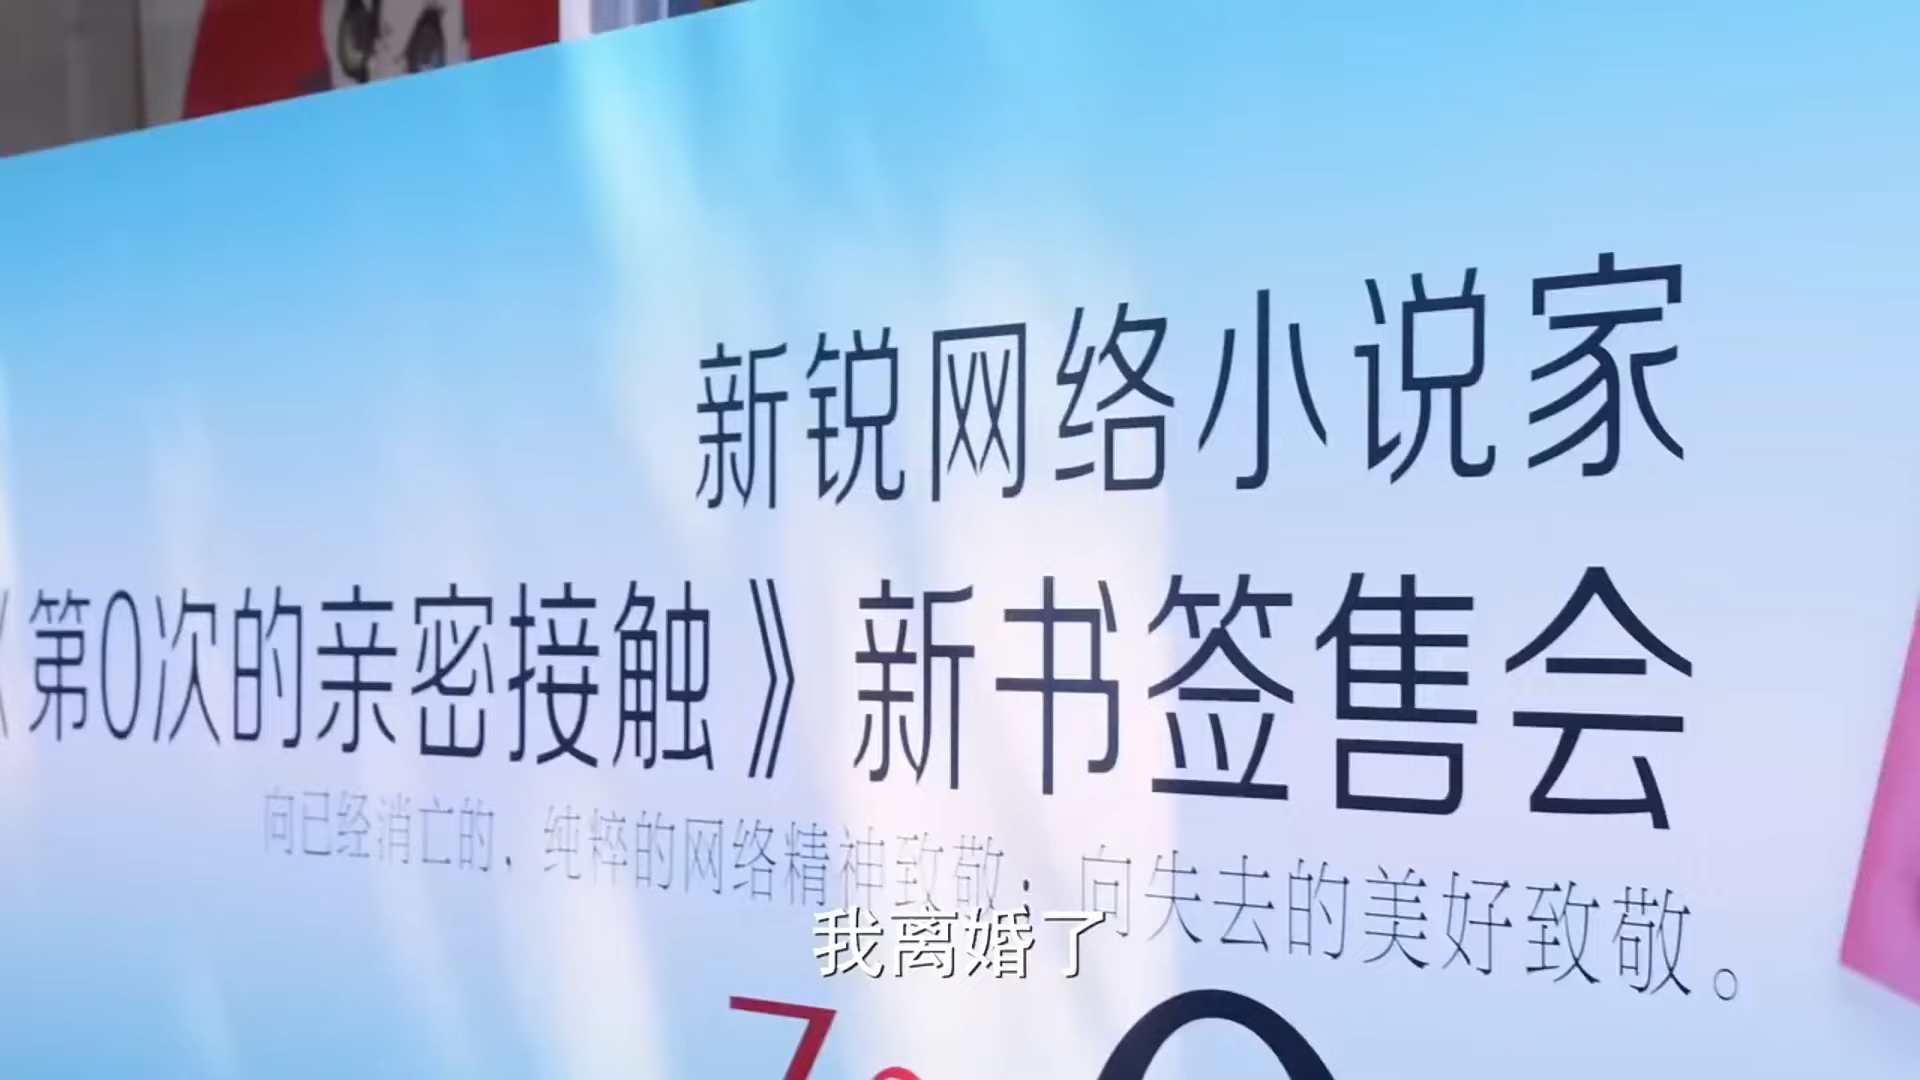 新锐网络小说家
《第0次的亲密接触》新书签售会
向已经消亡的，纯粹的网络精神致敬；向失去的美好致敬。
我离婚了